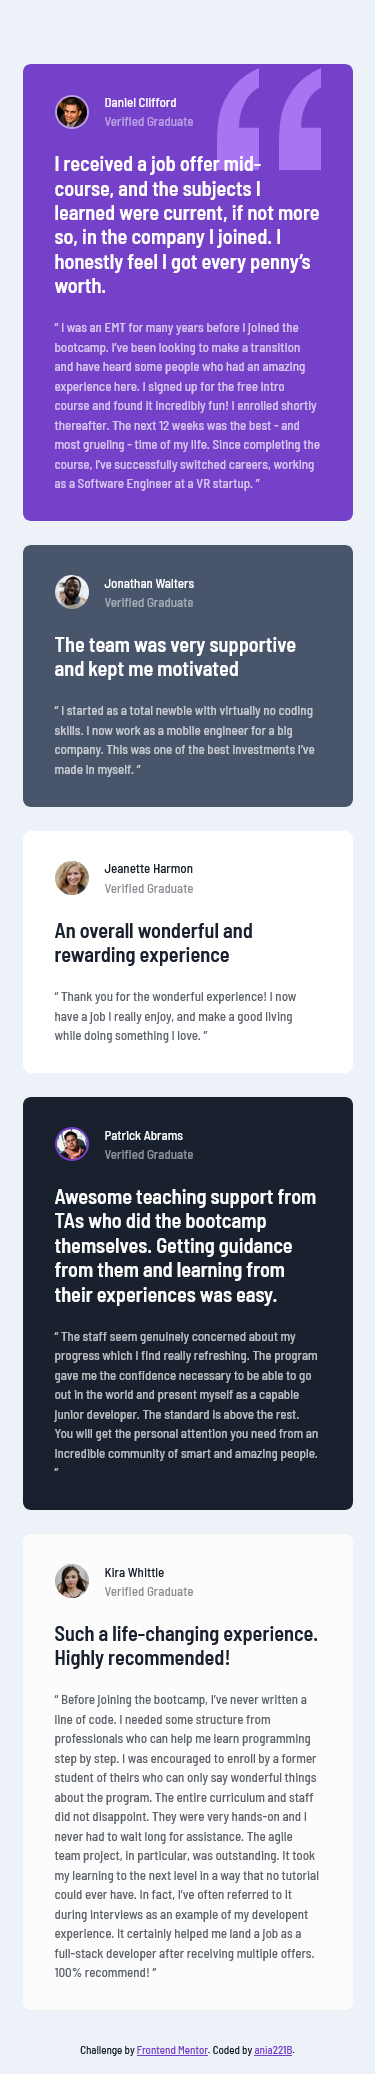 Daniel Clifford
Verified Graduate
I received a job offer mid-
course, and the subjects I
learned were current, if not more
so, in the company I joined. I
honestly feel I got every penny’s
worth.
“ I was an EMT for many years before I joined the
bootcamp. I’ve been looking to make a transition
and have heard some people who had an amazing
experience here. I signed up for the free intro
course and found it incredibly fun! I enrolled shortly
thereafter. The next 12 weeks was the best - and
most grueling - time of my life. Since completing the
course, I’ve successfully switched careers, working
as a Software Engineer at a VR startup. ”
Jonathan Walters
Verified Graduate
The team was very supportive
and kept me motivated
“ I started as a total newbie with virtually no coding
skills. I now work as a mobile engineer for a big
company. This was one of the best investments I’ve
made in myself. ”
Jeanette Harmon
Verified Graduate
An overall wonderful and
rewarding experience
“ Thank you for the wonderful experience! I now
have a job I really enjoy, and make a good living
while doing something I love. ”
Patrick Abrams
Verified Graduate
Awesome teaching support from
TAs who did the bootcamp
themselves. Getting guidance
from them and learning from
their experiences was easy.
“ The staff seem genuinely concerned about my
progress which I find really refreshing. The program
gave me the confidence necessary to be able to go
out in the world and present myself as a capable
junior developer. The standard is above the rest.
You will get the personal attention you need from an
incredible community of smart and amazing people.
”
Kira Whittle
Verified Graduate
Such a life-changing experience.
Highly recommended!
“ Before joining the bootcamp, I’ve never written a
line of code. I needed some structure from
professionals who can help me learn programming
step by step. I was encouraged to enroll by a former
student of theirs who can only say wonderful things
about the program. The entire curriculum and staff
did not disappoint. They were very hands-on and I
never had to wait long for assistance. The agile
team project, in particular, was outstanding. It took
my learning to the next level in a way that no tutorial
could ever have. In fact, I’ve often referred to it
during interviews as an example of my developent
experience. It certainly helped me land a job as a
full-stack developer after receiving multiple offers.
100% recommend! ”
Challenge by Frontend Mentor. Coded by ania221B.